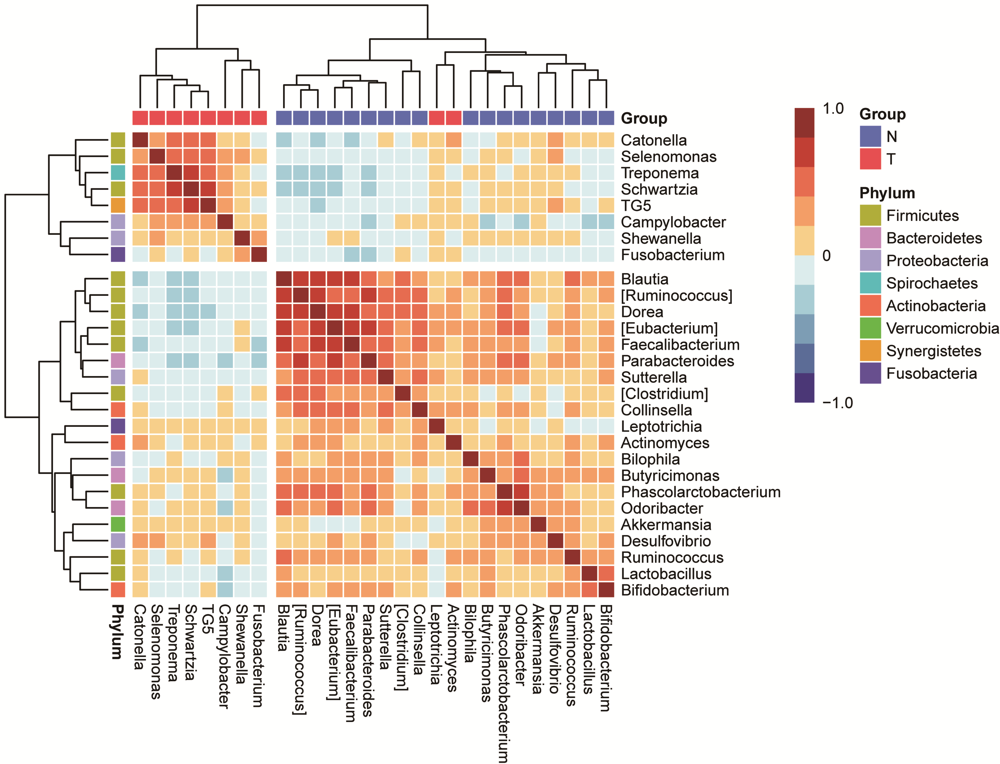 Group
Catonella
Selenomonas
Treponema
Schwartzia
TG5
Campylobacter
Shewanella
Fusobacterium
Blautia
[Ruminococcus]
Dorea
[Eubacterium]
Faecalibacterium
Parabacteroides
Sutterella
[Clostridium]
Collinsella
Leptotrichia
Actinomyces
Bilophila
Butyricimonas
Phascolarctobacterium
Odoribacter
Akkermansia
Desulfovibrio
Ruminococcus
Lactobacillus
Bifidobacterium
1.0
0
−1.0
Group
N
T
Phylum
Firmicutes
Bacteroidetes
Proteobacteria
Spirochaetes
Actinobacteria
Verrucomicrobia
Synergistetes
Fusobacteria
Phylum
Catonella
Selenomonas
Treponema
Schwartzia
TG5
Campylobacter
Shewanella
Fusobacterium
Blautia
[Ruminococcus]
Dorea
[Eubacterium]
Faecalibacterium
Parabacteroides
Sutterella
[Clostridium]
Collinsella
Leptotrichia
Actinomyces
Bilophila
Butyricimonas
Phascolarctobacterium
Odoribacter
Akkermansia
Desulfovibrio
Ruminococcus
Lactobacillus
Bifidobacterium